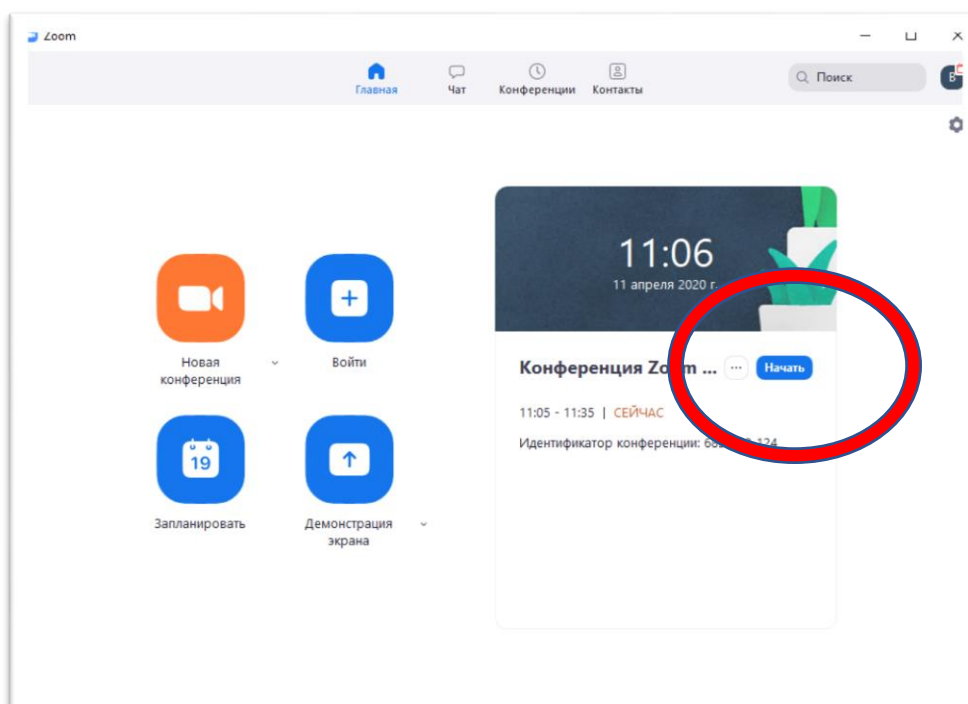 Zoom
Главная
Чат
Конференции
Контакты
Поиск
11:06
11 апреля 2020 г.
Новая
конференция
Войти
Конференция Zoom ... ... Начать
11:05 - 11:35 | СЕЙЧАС
Идентификатор конференции:
19
Запланировать
Демонстрация
экрана